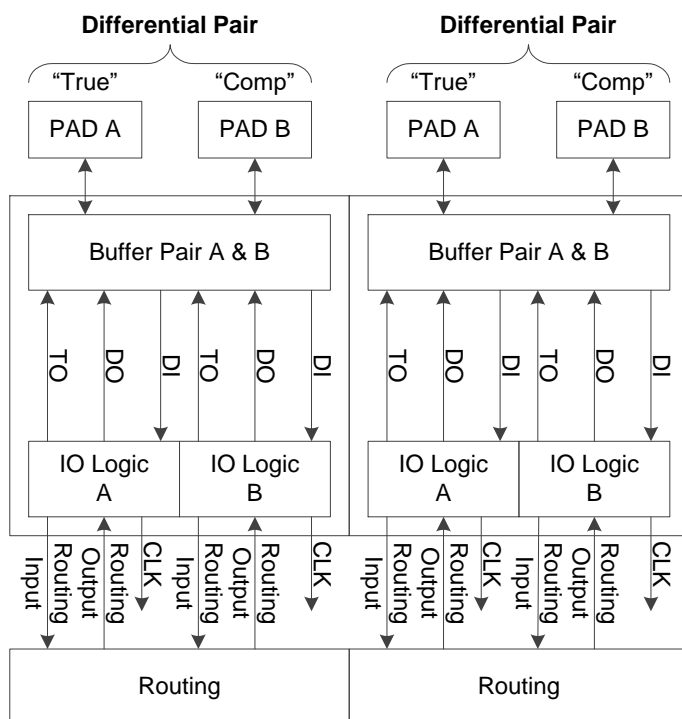 Differential Pair Differential Pair
“True” “Comp” “True” “Comp”
PAD A PAD B PAD A PAD B
Buffer Pair A & B Buffer Pair A & B
TO DO DI TO DO DI TO DO DI TO DO DI
IO Logic A IO Logic B IO Logic A IO Logic B
Routing Input Routing Output CLK Routing Input Routing Output CLK Routing Input Routing Output CLK Routing Input Routing Output CLK
Routing Routing